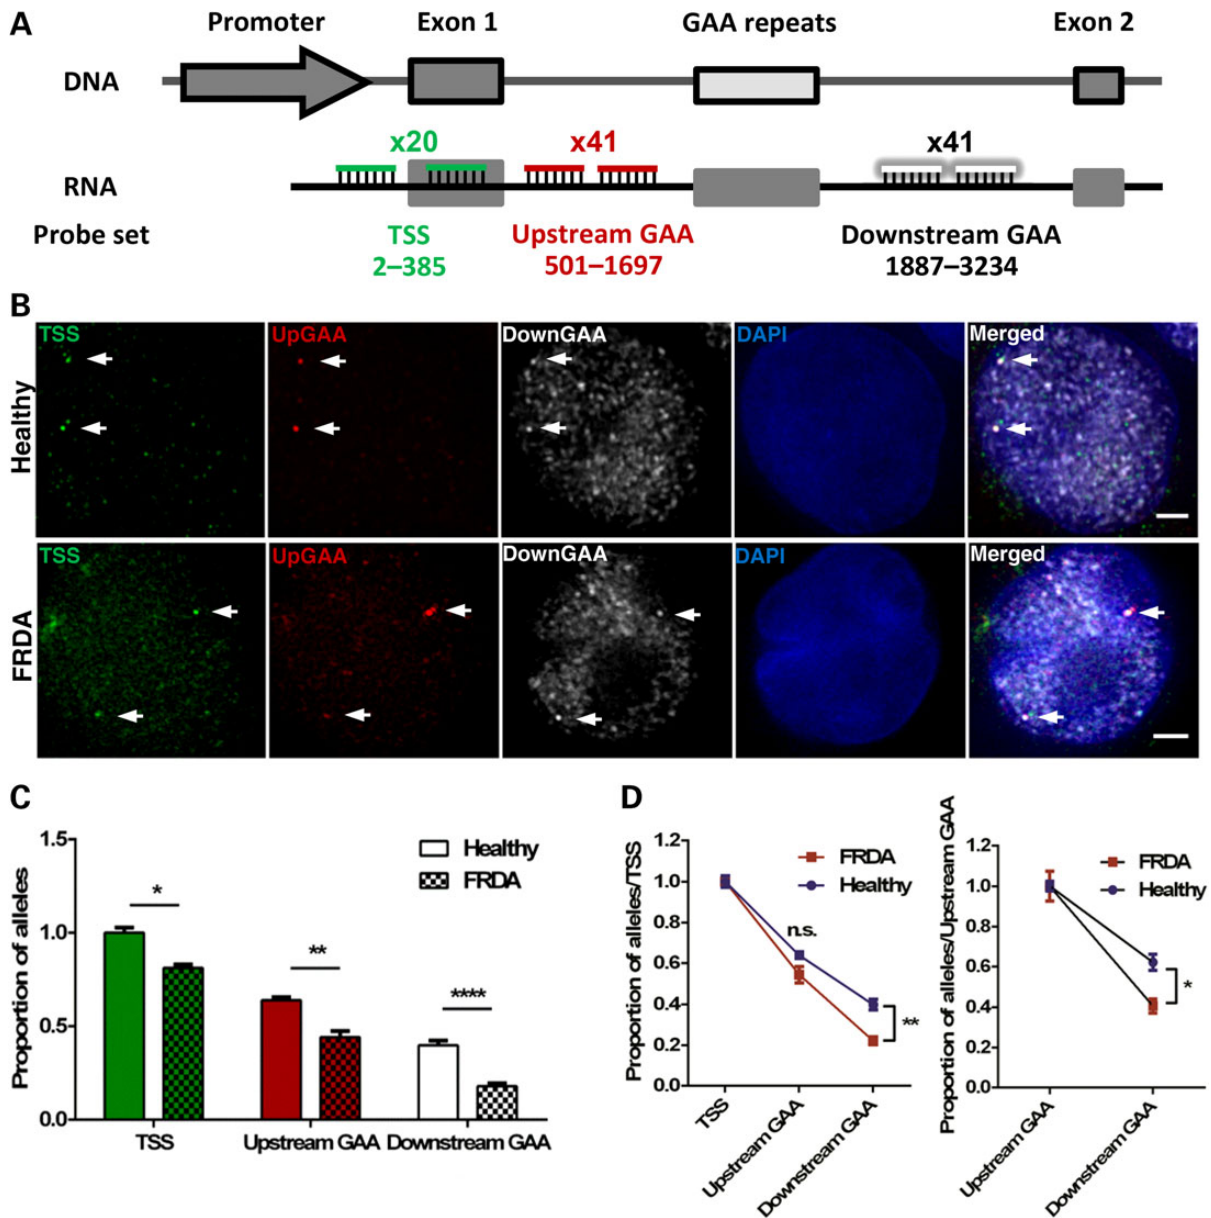 A
Promoter Exon 1 GAA repeats Exon 2
DNA
x20 x41 x41
RNA
Probe set TSS Upstream GAA Downstream GAA
2–385 501–1697 1887–3234
B
TSS UpGAA DownGAA DAPI Merged
Healthy
TSS UpGAA DownGAA DAPI Merged
FRDA
C
Proportion of alleles
1.5
1.0
0.5
0.0
Healthy
FRDA
*
**
****
TSS Upstream GAA Downstream GAA
D
Proportion of alleles/TSS
1.2
1.0
0.8
0.6
0.4
0.2
0.0
FRDA
Healthy
n.s.
**
TSS
Upstream GAA
Downstream GAA
Proportion of alleles/Upstream GAA
1.2
1.0
0.8
0.6
0.4
0.2
0.0
FRDA
Healthy
*
Upstream GAA
Downstream GAA